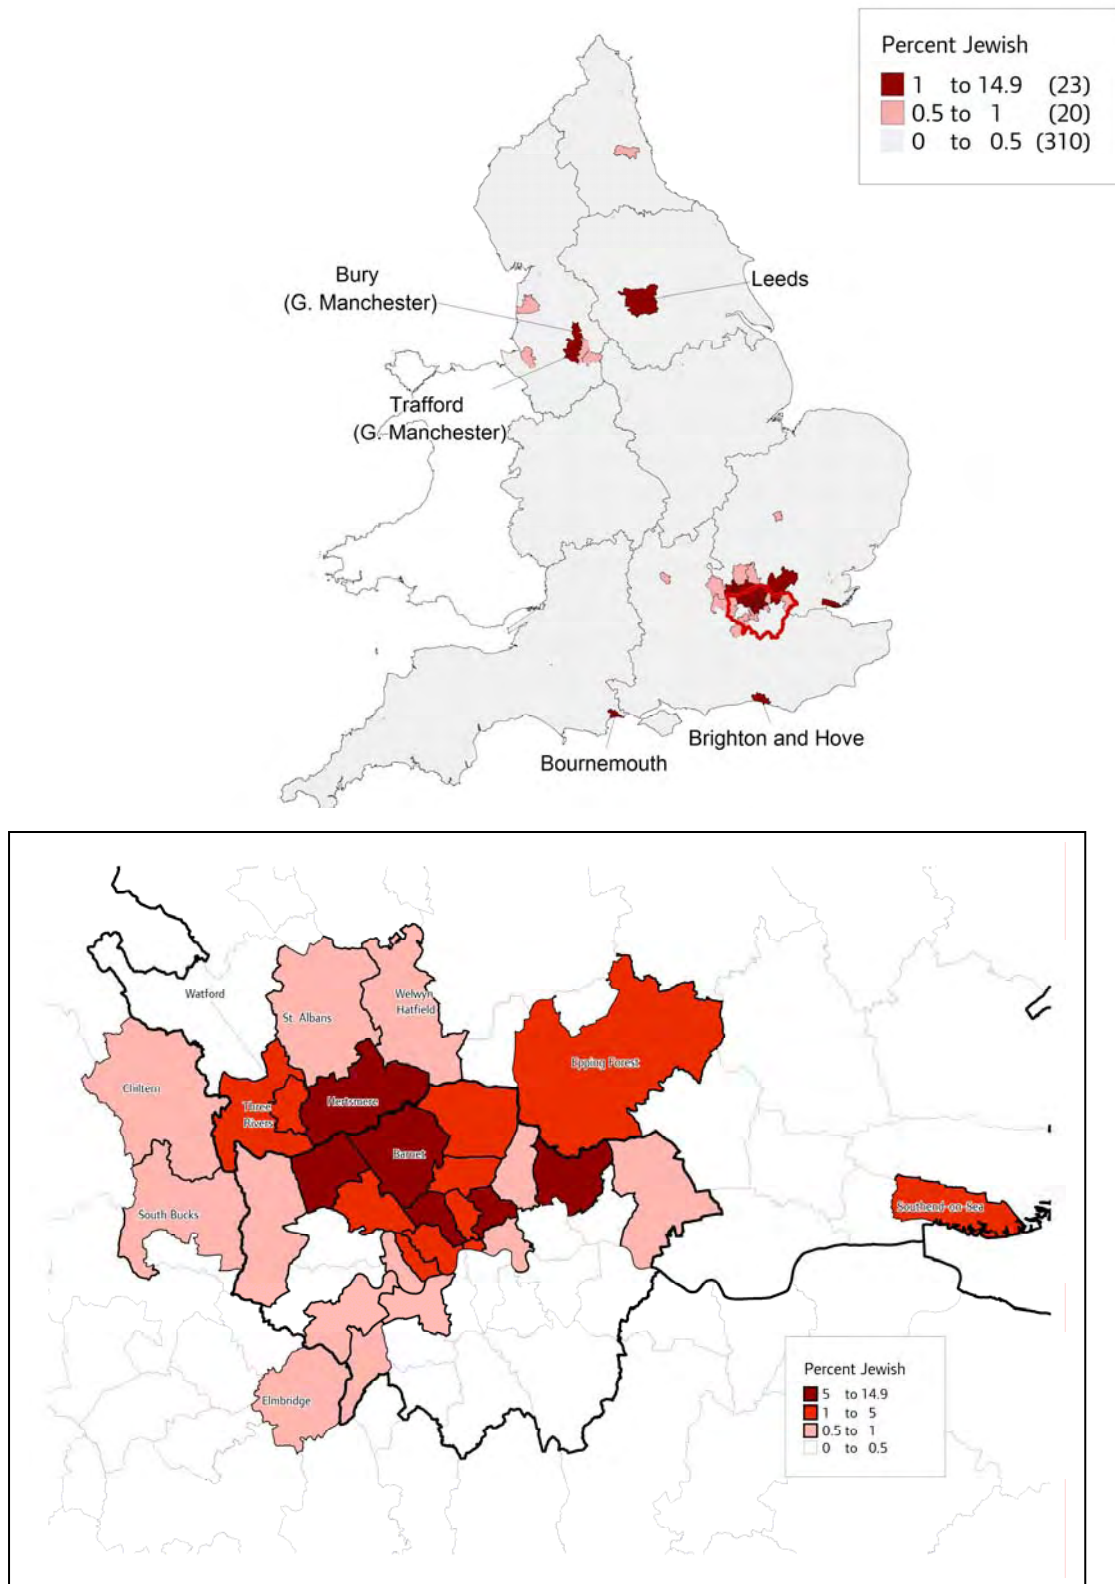 Percent Jewish
1 to 14.9 (23)
0.5 to 1 (20)
0 to 0.5 (310)
Bury
(G. Manchester)
Leeds
Trafford
(G. Manchester)
Brighton and Hove
Bournemouth
Watford
St. Albans
Welwyn
Hatfield
Epping Forest
Chiltern
Three
Rivers
Hertsmere
Barnet
South Bucks
Southend-on-Sea
Elmbridge
Percent Jewish
5 to 14.9
1 to 5
0.5 to 1
0 to 0.5